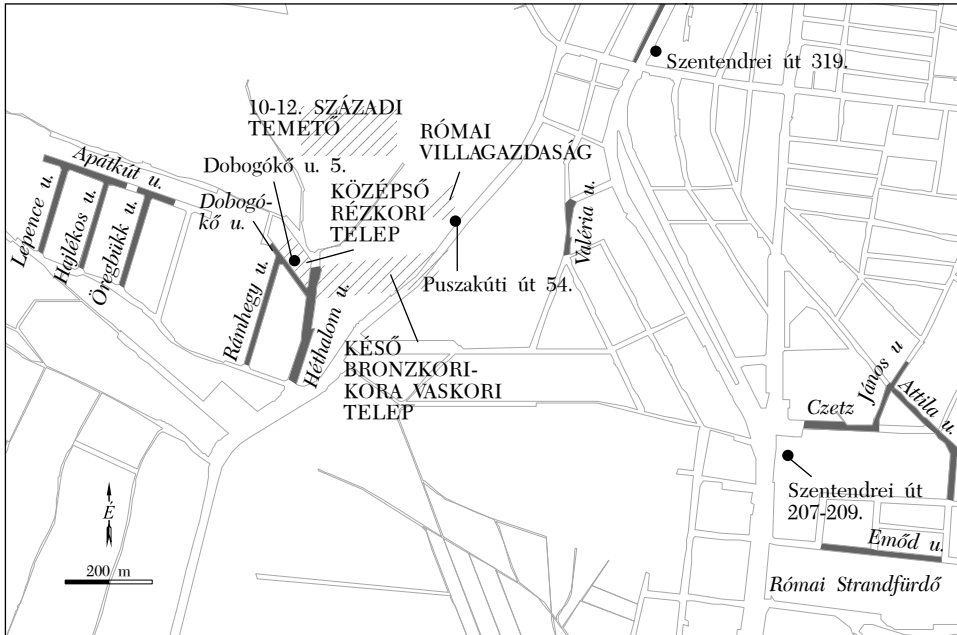 Szentendrei út 319.
10-12. SZÁZADI
TEMETŐ
RÓMAI
VILLAGAZDASÁG
Apátkút u.
Dobogókő u. 5.
KÖZÉPSŐ
RÉZKORI
TELEP
Dobogó-
kő u.
Lepence u.
Hajlékos u.
Öregbükk u.
Valéria u.
Puszakúti út 54.
Rámhegy u.
Héthalom u.
KÉSŐ
BRONZKORI-
KORA VASKORI
TELEP
János u
Attila u.
Czetz
Szentendrei út
207-209.
É
Emőd u.
200 m
Római Strandfürdő